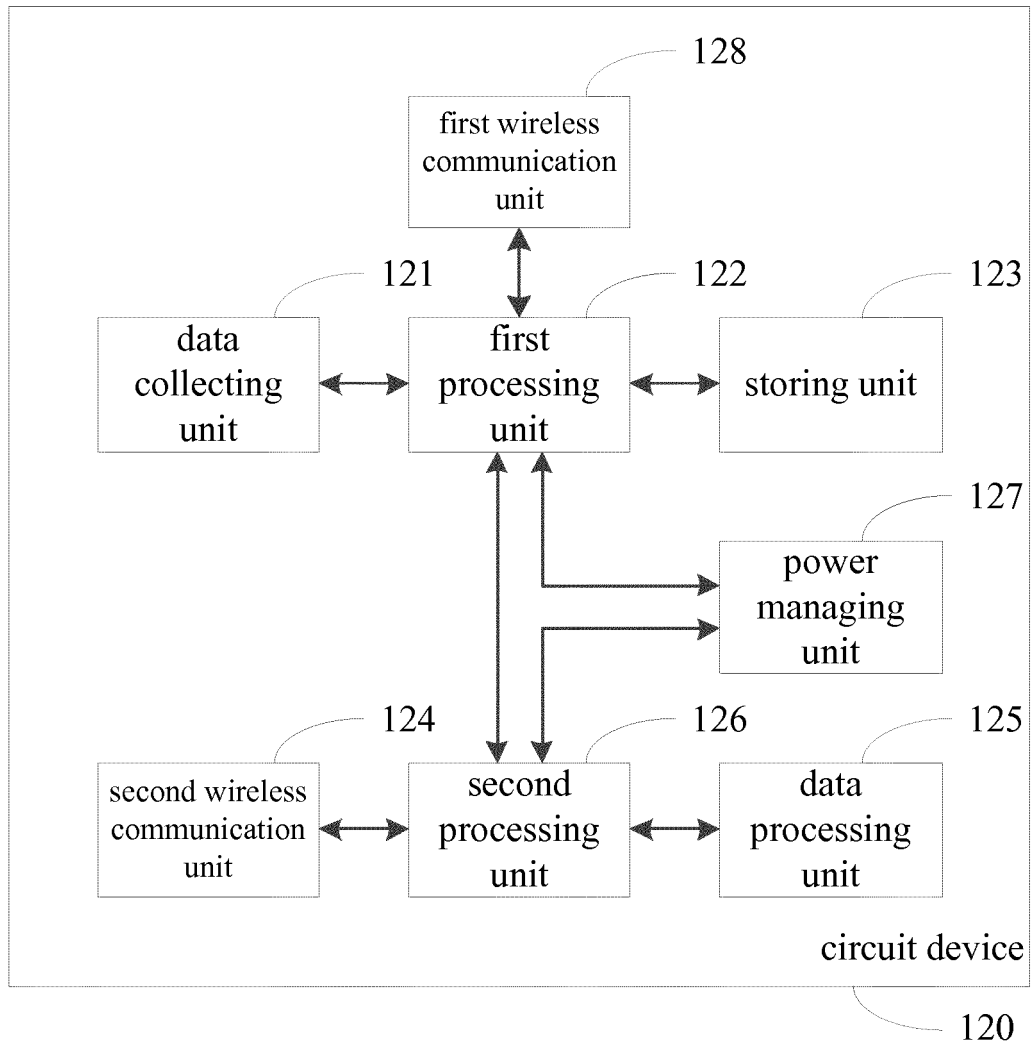 128
first wireless
communication
unit
121
122
123
data
collecting
unit
first
processing
unit
storing unit
127
power
managing
unit
124
126
125
second wireless
communication
unit
second
processing
unit
data
processing
unit
circuit device
120